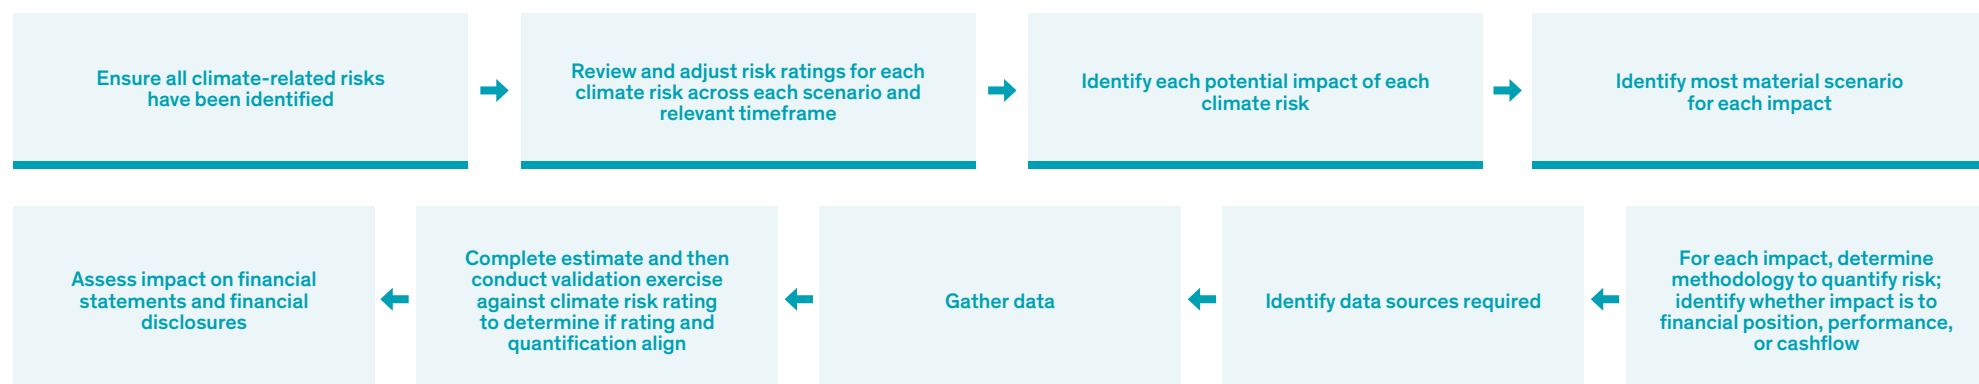 Ensure all climate-related risks
have been identified
Review and adjust risk ratings for each
climate risk across each scenario and
relevant timeframe
Identify each potential impact of each
climate risk
Identify most material scenario
for each impact
For each impact, determine
methodology to quantify risk;
identify whether impact is to
financial position, performance,
or cashflow
Identify data sources required
Gather data
Complete estimate and then
conduct validation exercise
against climate risk rating
to determine if rating and
quantification align
Assess impact on financial
statements and financial
disclosures